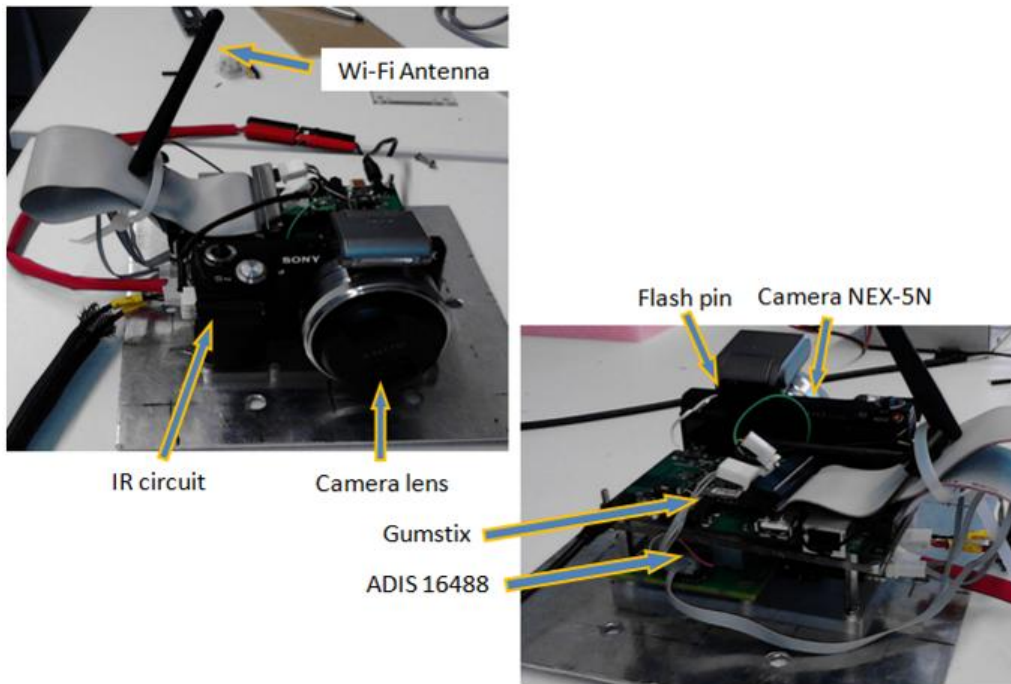 Wi-Fi Antenna
SONY
IR circuit
Camera lens
Flash pin
Camera NEX-5N
Gumstix
ADIS 16488